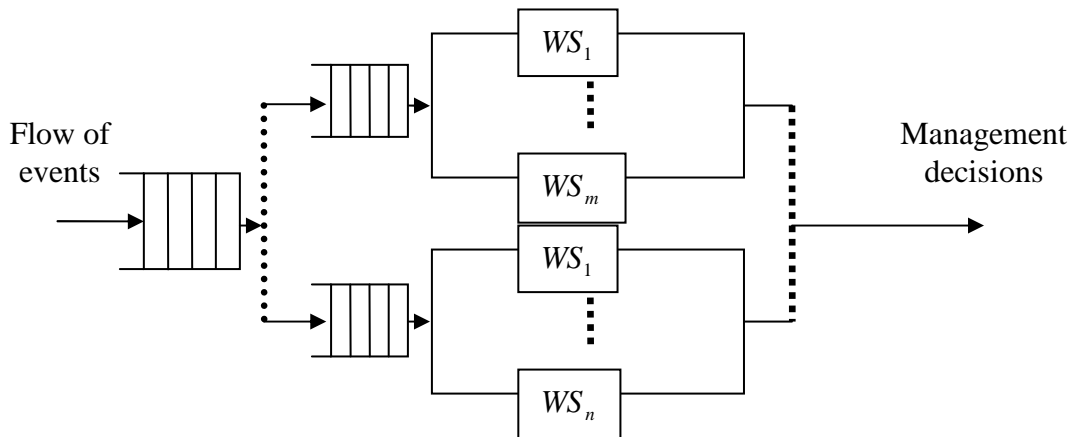 Flow of
events
WS₁
WSₘ
WS₁
WSₙ
Management
decisions